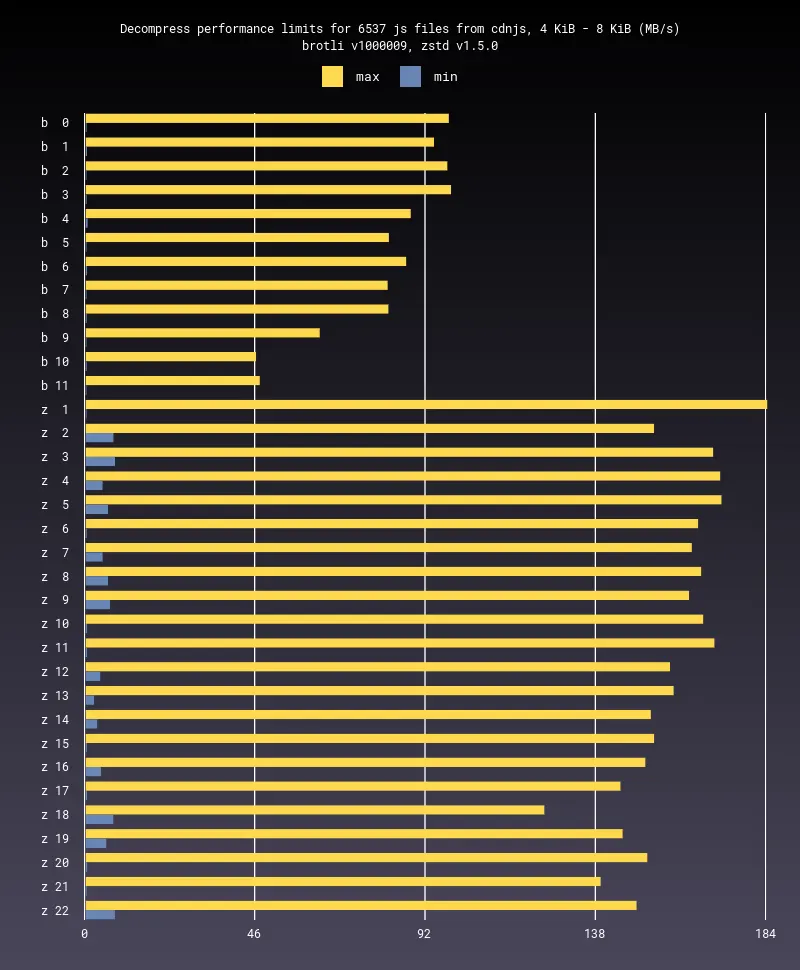 Decompress performance limits for 6537 js files from cdnjs, 4 KiB - 8 KiB (MB/s)
brotli v1000009, zstd v1.5.0
max min
b 0
b 1
b 2
b 3
b 4
b 5
b 6
b 7
b 8
b 9
b 10
b 11
z 1
z 2
z 3
z 4
z 5
z 6
z 7
z 8
z 9
z 10
z 11
z 12
z 13
z 14
z 15
z 16
z 17
z 18
z 19
z 20
z 21
z 22
0 46 92 138 184